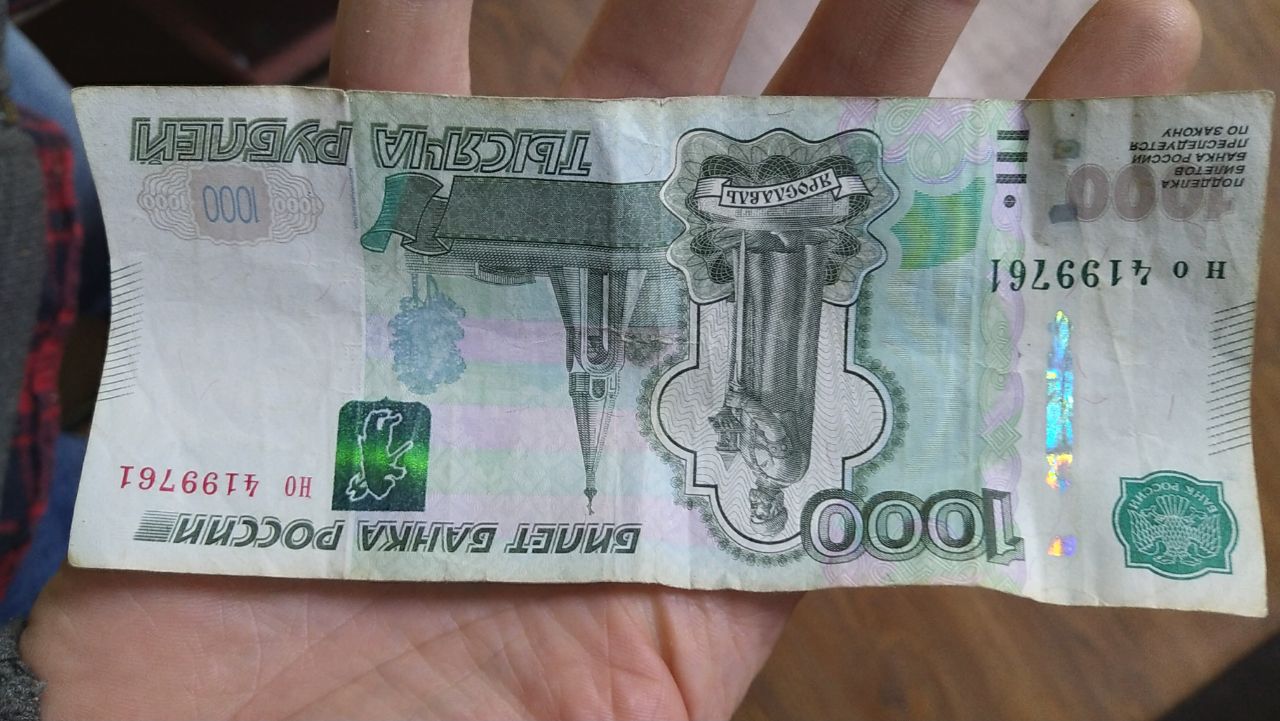 БАНК РОССИИ
1000
БИЛЕТ БАНКА РОССИИ
НО 4199761
НО 4199761
1000
ПОДДЕЛКА
БИЛЕТОВ
БАНКА РОССИИ
ПРЕСЛЕДУЕТСЯ
ПО ЗАКОНУ
ЯРОСЛАВЛЬ
1000 1000 1000
ТЫСЯЧА РУБЛЕЙ